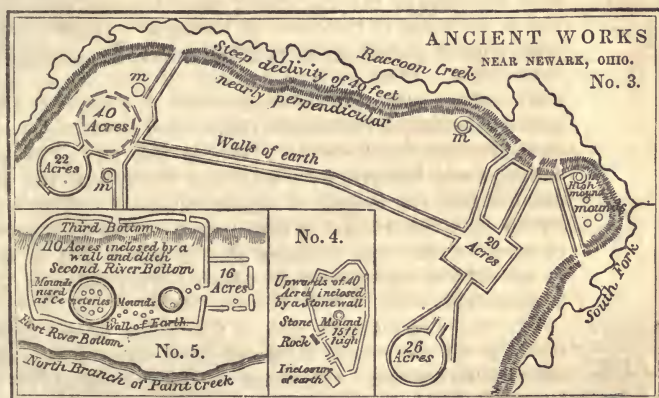 ANCIENT WORKS
NEAR NEWARK, OHIO.
No. 3.
Raccoon Creek
Steep declivity of 40 feet
nearly perpendicular
m
40
Acres
22
Acres
m
Walls of earth
m
High
mound
mounds
20
Acres
South Fork
26
Acres
Third Bottom
110 Acres inclosed by a
wall and ditch
Second River Bottom
Mounds
used
as Ce
meteries
Mounds
Wall of Earth
First River Bottom
16
Acres
No. 5.
North Branch of Paint Creek
No. 4.
Upwards of 40
Acres inclosed
by a Stone wall
Stone
Mound
15 ft
high
Rock
Inclosure
of earth